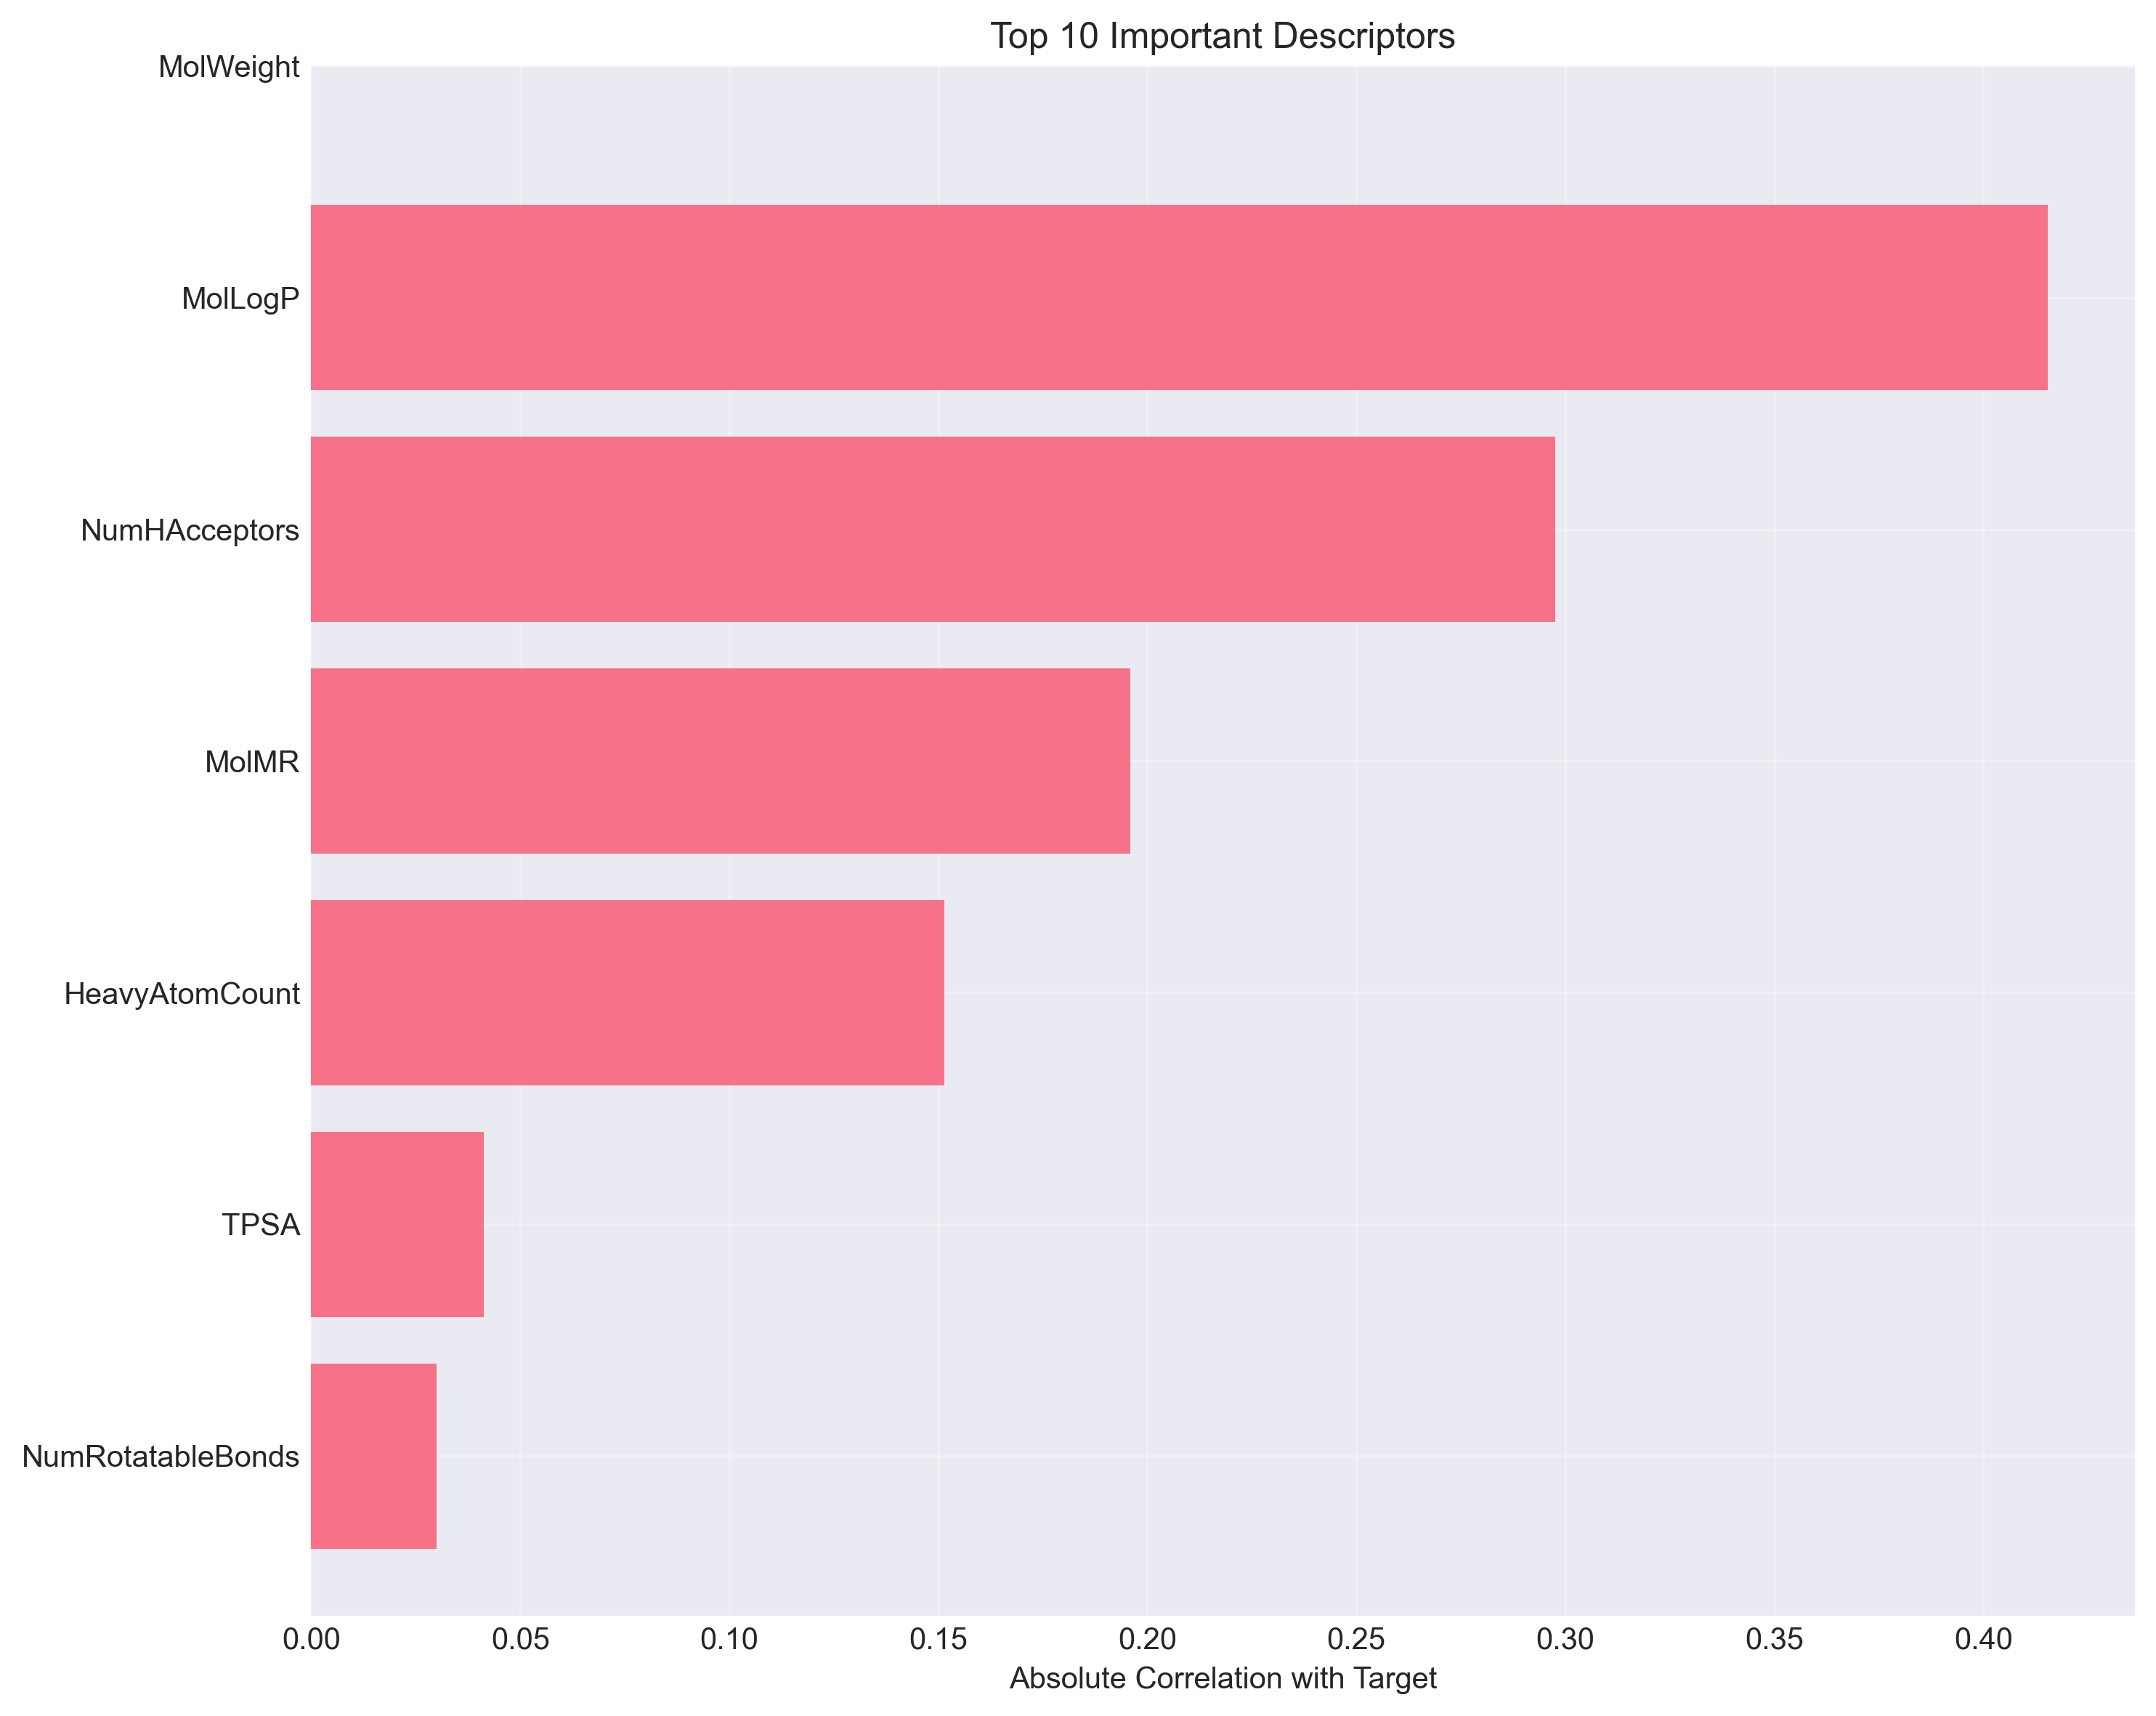 Top 10 Important Descriptors
MolWeight
MolLogP
NumHAcceptors
MolMR
HeavyAtomCount
TPSA
NumRotatableBonds
0.00 0.05 0.10 0.15 0.20 0.25 0.30 0.35 0.40
Absolute Correlation with Target